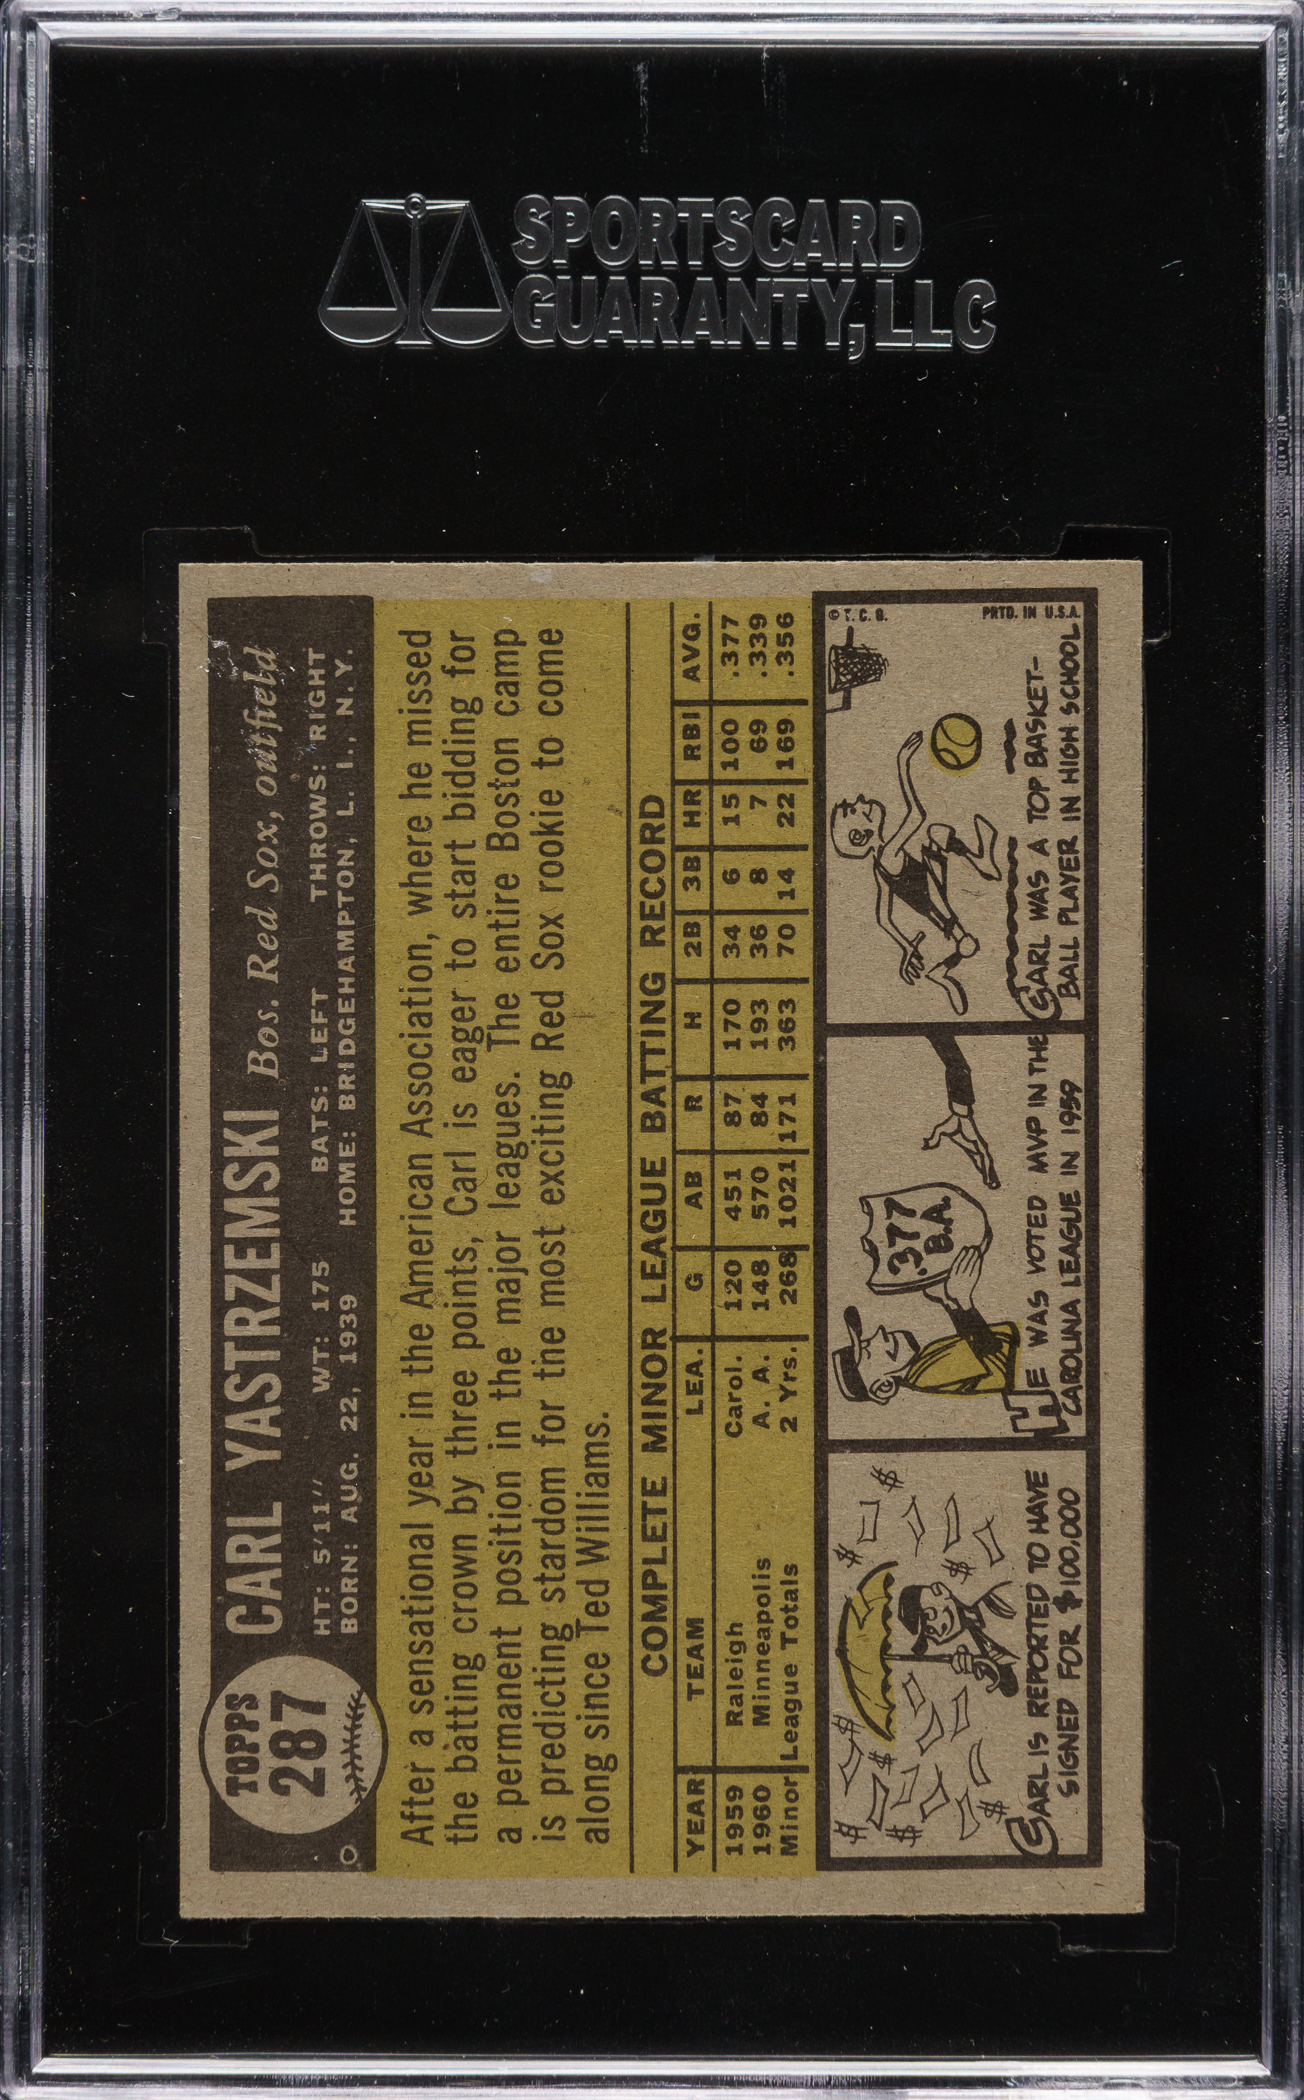 SPORTSCARD
GUARANTY, LLC
TOPPS
287
CARL YASTRZEMSKI Bos. Red Sox, outfield
HT: 5'11" WT: 175 BATS: LEFT THROWS: RIGHT
BORN: AUG. 22, 1939 HOME: BRIDGEHAMPTON, L. I., N. Y.
After a sensational year in the American Association, where he missed
the batting crown by three points, Carl is eager to start bidding for
a permanent position in the major leagues. The entire Boston camp
is predicting stardom for the most exciting Red Sox rookie to come
along since Ted Williams.
COMPLETE MINOR LEAGUE BATTING RECORD
YEAR TEAM LEA. G AB R H 2B 3B HR RBI AVG.
1959 Raleigh Carol. 120 451 87 170 34 6 15 100 .377
1960 Minneapolis A. A. 148 570 84 193 36 8 7 69 .339
Minor League Totals 2 Yrs. 268 1021 171 363 70 14 22 169 .356
CARL IS REPORTED TO HAVE
SIGNED FOR $100,000
.377
B.A.
HE WAS VOTED MVP IN THE
CAROLINA LEAGUE IN 1959
© T. C. G. PRTD. IN U.S.A.
CARL WAS A TOP BASKET-
BALL PLAYER IN HIGH SCHOOL